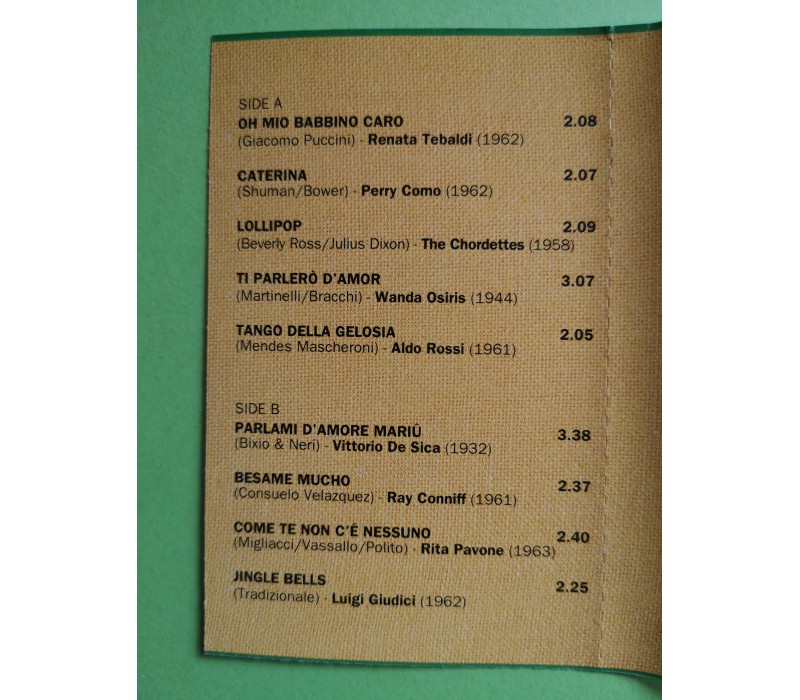 SIDE A
OH MIO BABBINO CARO 2.08
(Giacomo Puccini) - Renata Tebaldi (1962)
CATERINA 2.07
(Shuman/Bower) - Perry Como (1962)
LOLLIPOP 2.09
(Beverly Ross/Julius Dixon) - The Chordettes (1958)
TI PARLERÒ D'AMOR 3.07
(Martinelli/Bracchi) - Wanda Osiris (1944)
TANGO DELLA GELOSIA 2.05
(Mendes Mascheroni) - Aldo Rossi (1961)
SIDE B
PARLAMI D'AMORE MARIÙ 3.38
(Bixio & Neri) - Vittorio De Sica (1932)
BESAME MUCHO 2.37
(Consuelo Velazquez) - Ray Conniff (1961)
COME TE NON C'É NESSUNO 2.40
(Migliacci/Vassallo/Polito) - Rita Pavone (1963)
JINGLE BELLS 2.25
(Tradizionale) - Luigi Giudici (1962)